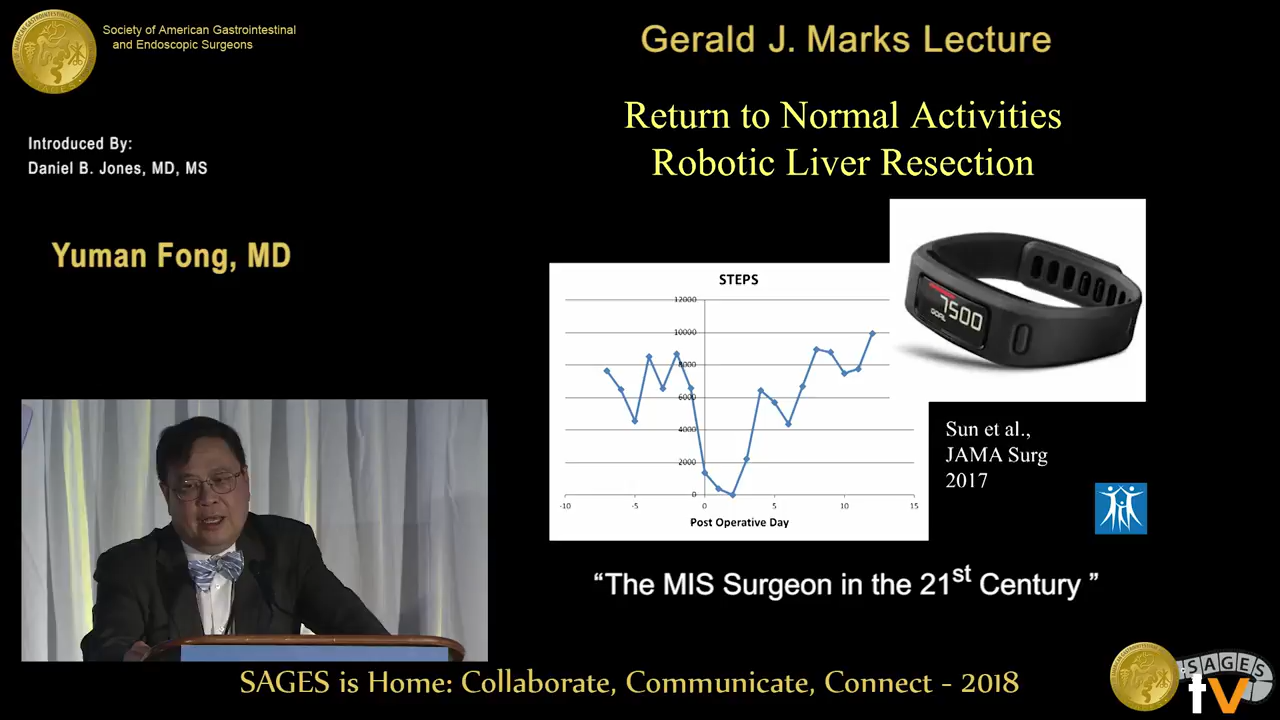 Society of American Gastrointestinal
and Endoscopic Surgeons
Introduced By:
Daniel B. Jones, MD, MS
Yuman Fong, MD
Gerald J. Marks Lecture
Return to Normal Activities
Robotic Liver Resection
STEPS
12000
10000
8000
6000
4000
2000
0
-10
-5
0
5
10
15
Post Operative Day
7500
GOAL
Sun et al.,
JAMA Surg
2017
“The MIS Surgeon in the 21st Century ”
SAGES is Home: Collaborate, Communicate, Connect - 2018
SAGES
tv